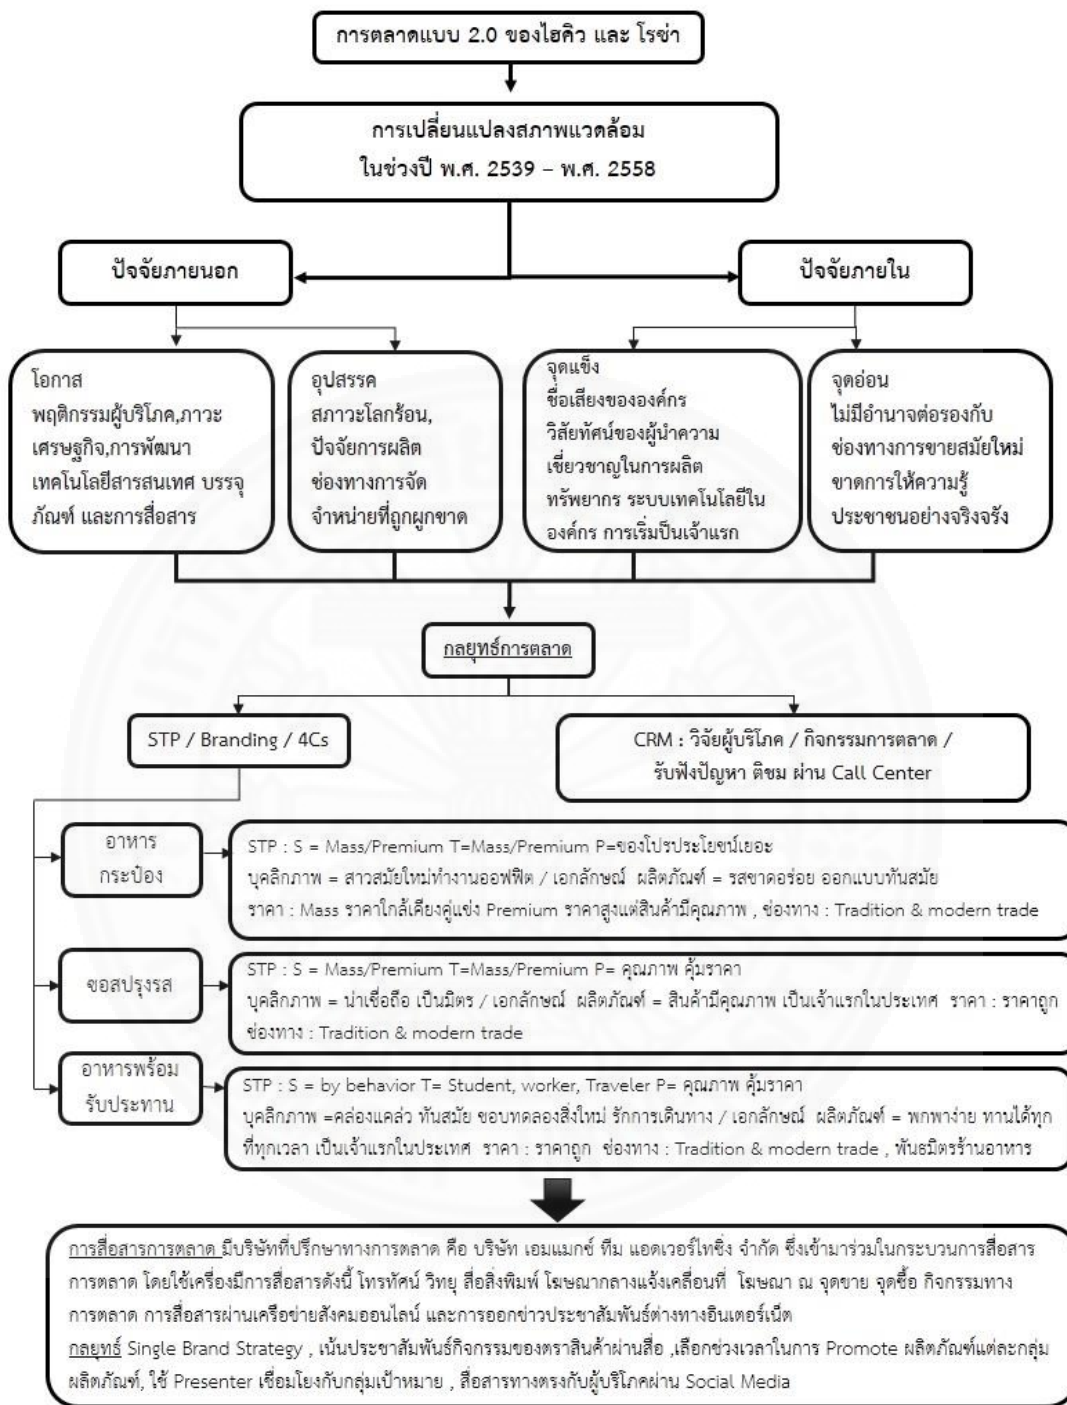 การตลาดแบบ 2.0 ของไฮคิว และ โรซ่า
การเปลี่ยนแปลงสภาพแวดล้อม
ในช่วงปี พ.ศ. 2539 – พ.ศ. 2558
ปัจจัยภายนอก
ปัจจัยภายใน
โอกาส
พฤติกรรมผู้บริโภค,ภาวะ
เศรษฐกิจ,การพัฒนา
เทคโนโลยีสารสนเทศ บรรจุ
ภัณฑ์ และการสื่อสาร
อุปสรรค
สภาวะโลกร้อน,
ปัจจัยการผลิต
ช่องทางการจัด
จำหน่ายที่ถูกผูกขาด
จุดแข็ง
ชื่อเสียงขององค์กร
วิสัยทัศน์ของผู้นำความ
เชี่ยวชาญในการผลิต
ทรัพยากร ระบบเทคโนโลยีใน
องค์กร การเริ่มป็นเจ้าแรก
จุดอ่อน
ไม่มีอำนาจต่อรองกับ
ช่องทางการขายสมัยใหม่
ขาดการให้ความรู้
ประชาชนอย่างจริงจรัง
กลยุทธ์การตลาด
STP / Branding / 4Cs
CRM : วิจัยผู้บริโภค / กิจกรรมการตลาด /
รับฟังปัญหา ติชม ผ่าน Call Center
อาหาร
กระป๋อง
STP : S = Mass/Premium T=Mass/Premium P=ของโปรประโยชน์เยอะ
บุคลิกภาพ = สาวสมัยใหม่ทำงานออฟฟิต / เอกลักษณ์ ผลิตภัณฑ์ = รสชาดอร่อย ออกแบบทันสมัย
ราคา : Mass ราคาใกล้เคียงคู่แข่ง Premium ราคาสูงแต่สินค้ามีคุณภาพ , ช่องทาง : Tradition & modern trade
ซอสปรุงรส
STP : S = Mass/Premium T=Mass/Premium P= คุณภาพ คุ้มราคา
บุคลิกภาพ = น่าเชื่อถือ เป็นมิตร / เอกลักษณ์ ผลิตภัณฑ์ = สินค้ามีคุณภาพ เป็นเจ้าแรกในประเทศ ราคา : ราคาถูก
ช่องทาง : Tradition & modern trade
อาหารพร้อม
รับประทาน
STP : S = by behavior T= Student, worker, Traveler P= คุณภาพ คุ้มราคา
บุคลิกภาพ =คล่องแคล่ว ทันสมัย ชอบทดลองสิ่งใหม่ รักการเดินทาง / เอกลักษณ์ ผลิตภัณฑ์ = พกพาง่าย ทานได้ทุก
ที่ทุกเวลา เป็นเจ้าแรกในประเทศ ราคา : ราคาถูก ช่องทาง : Tradition & modern trade , พันธมิตรร้านอาหาร
การสื่อสารการตลาด มีบริษัทที่ปรึกษาทางการตลาด คือ บริษัท เอมแมกซ์ ทีม แอดเวอร์ไทซิ่ง จำกัด ซึ่งเข้ามาร่วมในกระบวนการสื่อสาร
การตลาด โดยใช้เครื่องมีการสื่อสารดังนี้ โทรทัศน์ วิทยุ สื่อสิ่งพิมพ์ โฆษณากลางแจ้งเคลื่อนที่ โฆษณา ณ จุดขาย จุดซื้อ กิจกรรมทาง
การตลาด การสื่อสารผ่านเครือข่ายสังคมออนไลน์ และการออกข่าวประชาสัมพันธ์ต่างทางอินเตอร์เน็ต
กลยุทธ์ Single Brand Strategy , เน้นประชาสัมพันธ์กิจกรรมของตราสินค้าผ่านสื่อ ,เลือกช่วงเวลาในการ Promote ผลิตภัณฑ์แต่ละกลุ่ม
ผลิตภัณฑ์, ใช้ Presenter เชื่อมโยงกับกลุ่มเป้าหมาย , สื่อสารทางตรงกับผู้บริโภคผ่าน Social Media